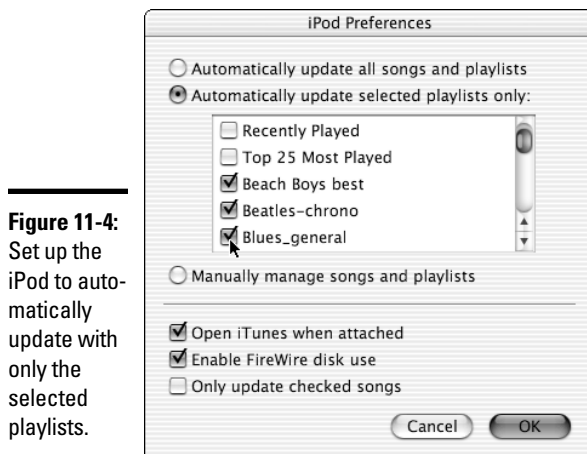 iPod Preferences
Automatically update all songs and playlists
Automatically update selected playlists only:
Recently Played
Top 25 Most Played
Beach Boys best
Beatles-chrono
Blues_general
Manually manage songs and playlists
Open iTunes when attached
Enable FireWire disk use
Only update checked songs
Cancel
OK
Figure 11-4:
Set up the
iPod to auto-
matically
update with
only the
selected
playlists.